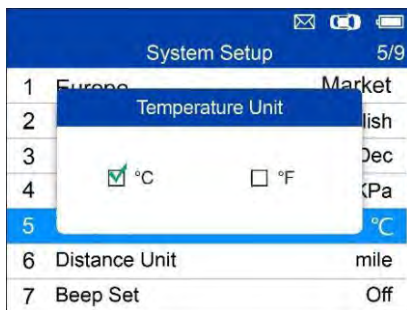 System Setup 5/9
1 Europe Market
Temperature Unit
2 lish
3 Dec
°C °F
4 KPa
5 °C
6 Distance Unit mile
7 Beep Set Off